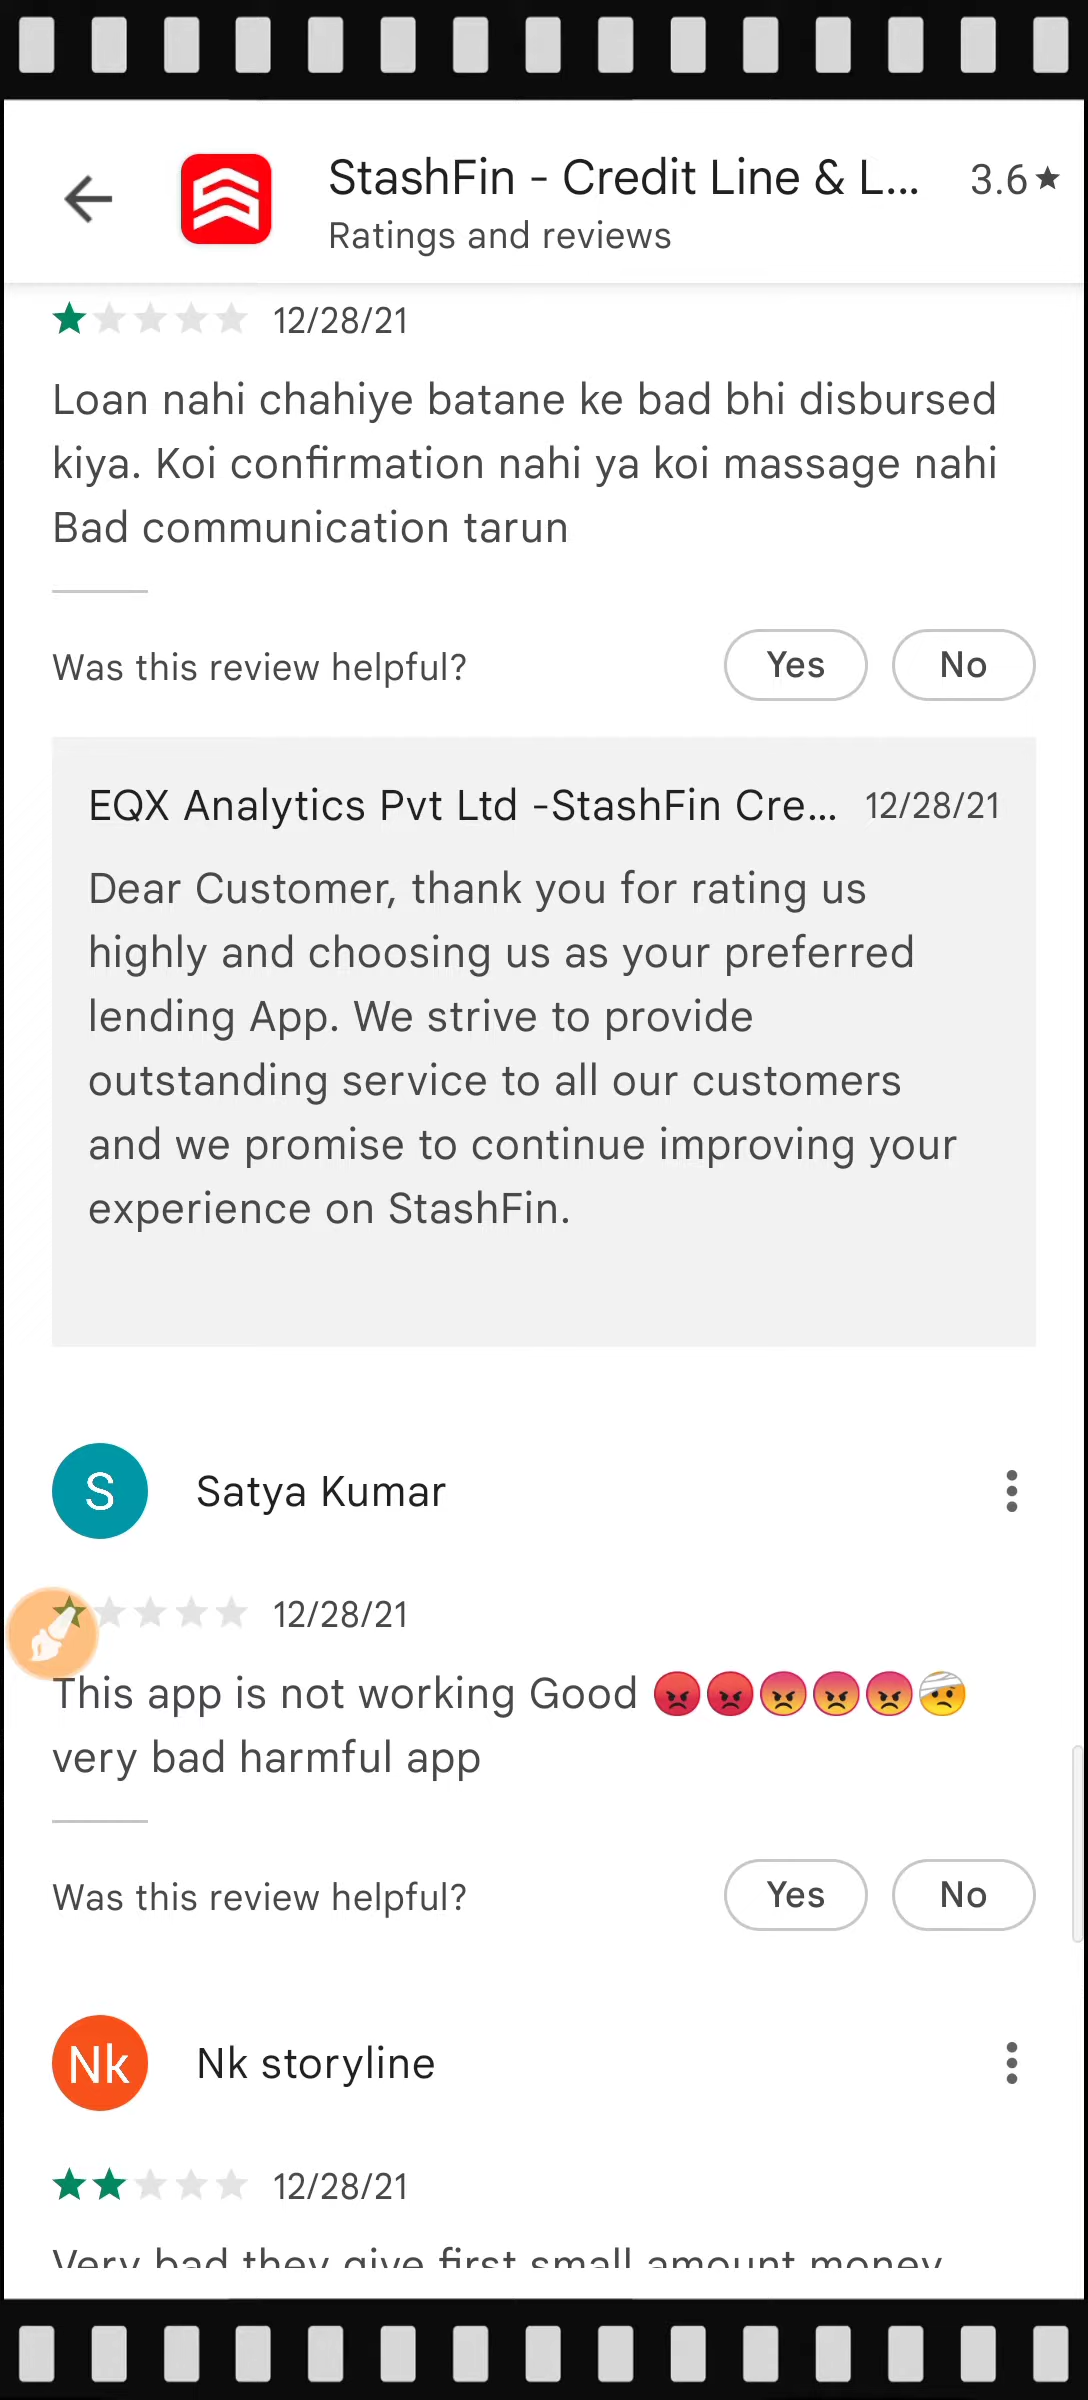 StashFin - Credit Line & L... 3.6★
Ratings and reviews
12/28/21
Loan nahi chahiye batane ke bad bhi disbursed
kiya. Koi confirmation nahi ya koi massage nahi
Bad communication tarun
Was this review helpful? Yes No
EQX Analytics Pvt Ltd -StashFin Cre... 12/28/21
Dear Customer, thank you for rating us
highly and choosing us as your preferred
lending App. We strive to provide
outstanding service to all our customers
and we promise to continue improving your
experience on StashFin.
S Satya Kumar
12/28/21
This app is not working Good 😡😡😡😡😡🤕
very bad harmful app
Was this review helpful? Yes No
Nk Nk storyline
12/28/21
Very bad they give first small amount money